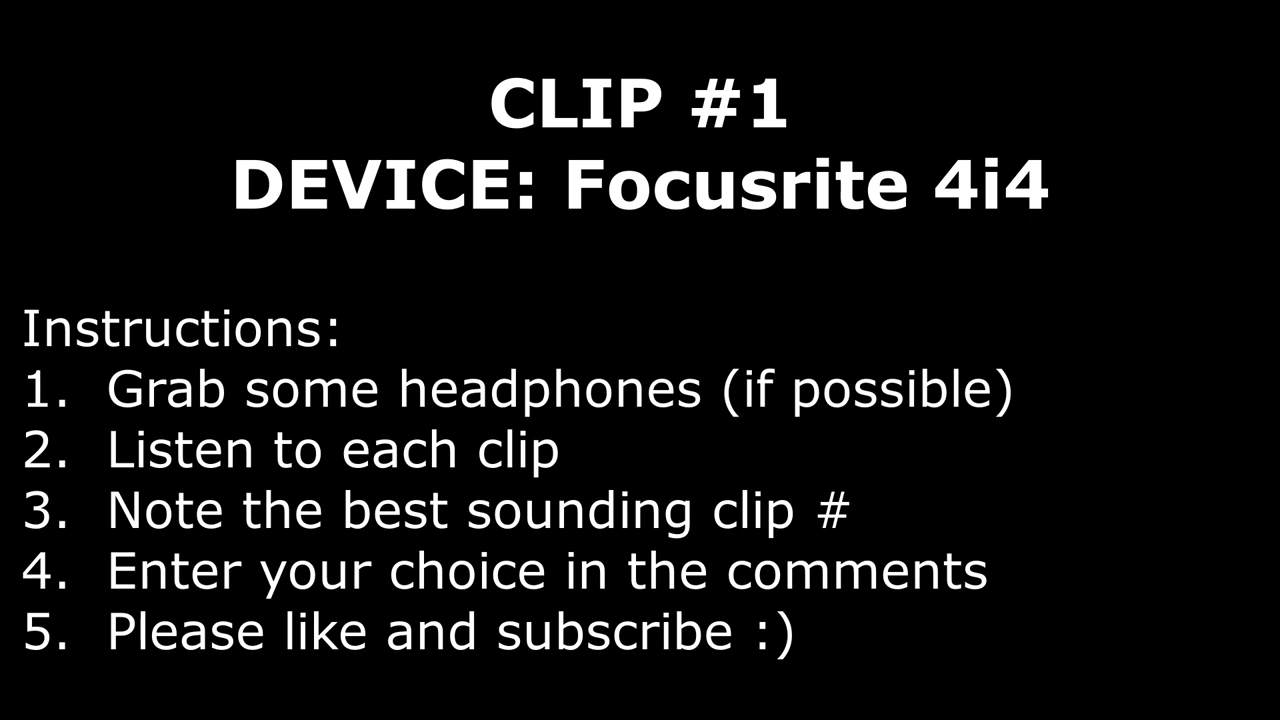 CLIP #1
DEVICE: Focusrite 4i4
Instructions:
1. Grab some headphones (if possible)
2. Listen to each clip
3. Note the best sounding clip #
4. Enter your choice in the comments
5. Please like and subscribe :)